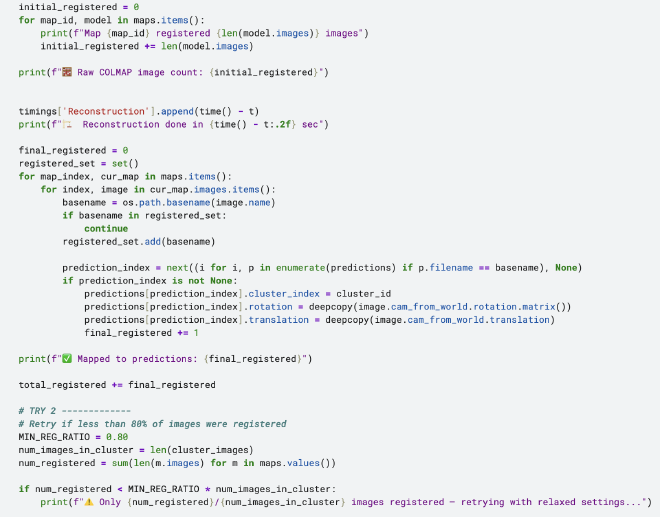 initial_registered = 0
for map_id, model in maps.items():
    print(f"Map {map_id} registered {len(model.images)} images")
    initial_registered += len(model.images)

print(f"🧱 Raw COLMAP image count: {initial_registered}")


timings['Reconstruction'].append(time() - t)
print(f"  Reconstruction done in {time() - t:.2f} sec")

final_registered = 0
registered_set = set()
for map_index, cur_map in maps.items():
    for index, image in cur_map.images.items():
        basename = os.path.basename(image.name)
        if basename in registered_set:
            continue
        registered_set.add(basename)

        prediction_index = next((i for i, p in enumerate(predictions) if p.filename == basename), None)
        if prediction_index is not None:
            predictions[prediction_index].cluster_index = cluster_id
            predictions[prediction_index].rotation = deepcopy(image.cam_from_world.rotation.matrix())
            predictions[prediction_index].translation = deepcopy(image.cam_from_world.translation)
            final_registered += 1

print(f"✅ Mapped to predictions: {final_registered}")

total_registered += final_registered

# TRY 2 -------------
# Retry if less than 80% of images were registered
MIN_REG_RATIO = 0.80
num_images_in_cluster = len(cluster_images)
num_registered = sum(len(m.images) for m in maps.values())

if num_registered < MIN_REG_RATIO * num_images_in_cluster:
    print(f"⚠️ Only {num_registered}/{num_images_in_cluster} images registered — retrying with relaxed settings...")